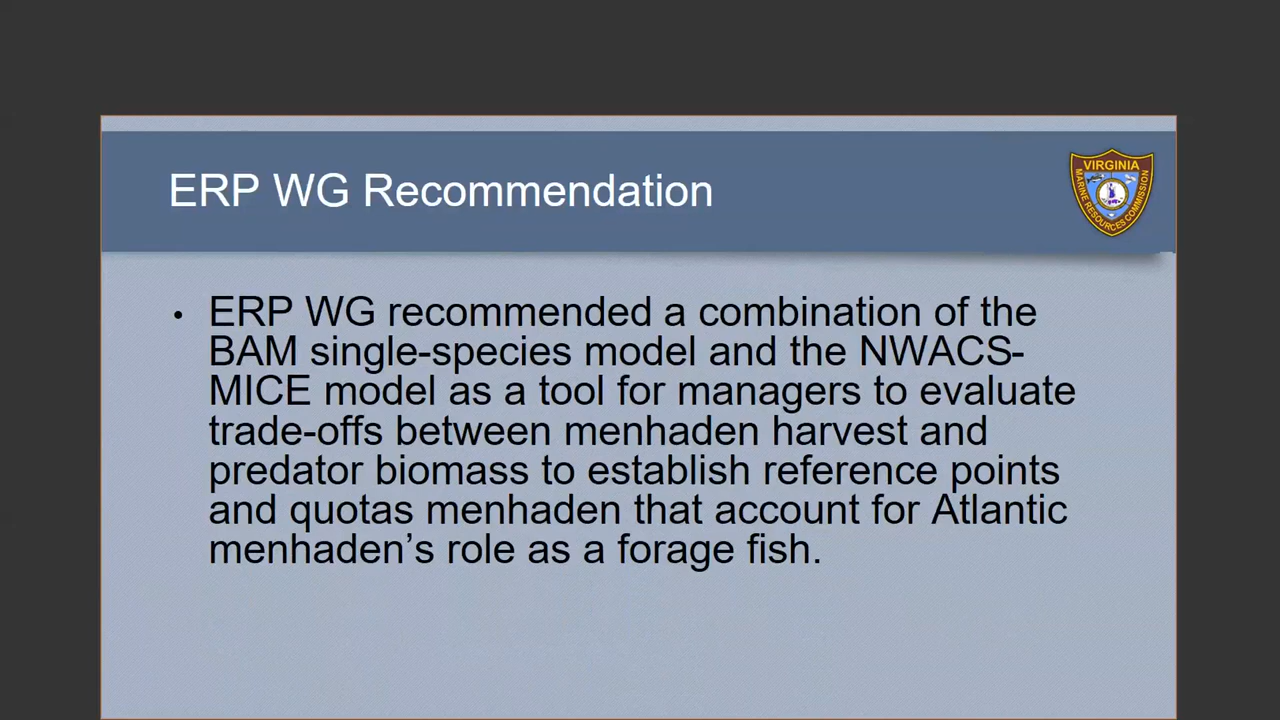 ERP WG Recommendation
VIRGINIA
MARINE RESOURCES COMMISSION
• ERP WG recommended a combination of the
BAM single-species model and the NWACS-
MICE model as a tool for managers to evaluate
trade-offs between menhaden harvest and
predator biomass to establish reference points
and quotas menhaden that account for Atlantic
menhaden’s role as a forage fish.